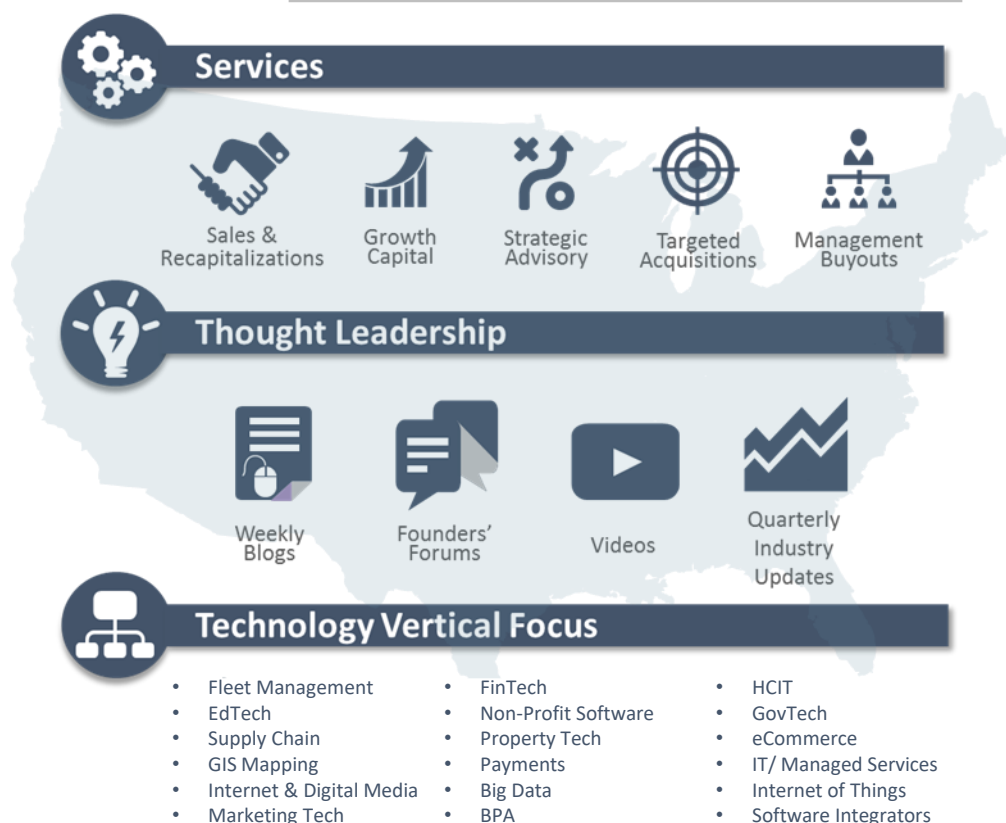 Services
Sales &
Recapitalizations
Growth
Capital
Strategic
Advisory
Targeted
Acquisitions
Management
Buyouts
Thought Leadership
Weekly
Blogs
Founders’
Forums
Videos
Quarterly
Industry
Updates
Technology Vertical Focus
• Fleet Management
• EdTech
• Supply Chain
• GIS Mapping
• Internet & Digital Media
• Marketing Tech
• FinTech
• Non-Profit Software
• Property Tech
• Payments
• Big Data
• BPA
• HCIT
• GovTech
• eCommerce
• IT/ Managed Services
• Internet of Things
• Software Integrators